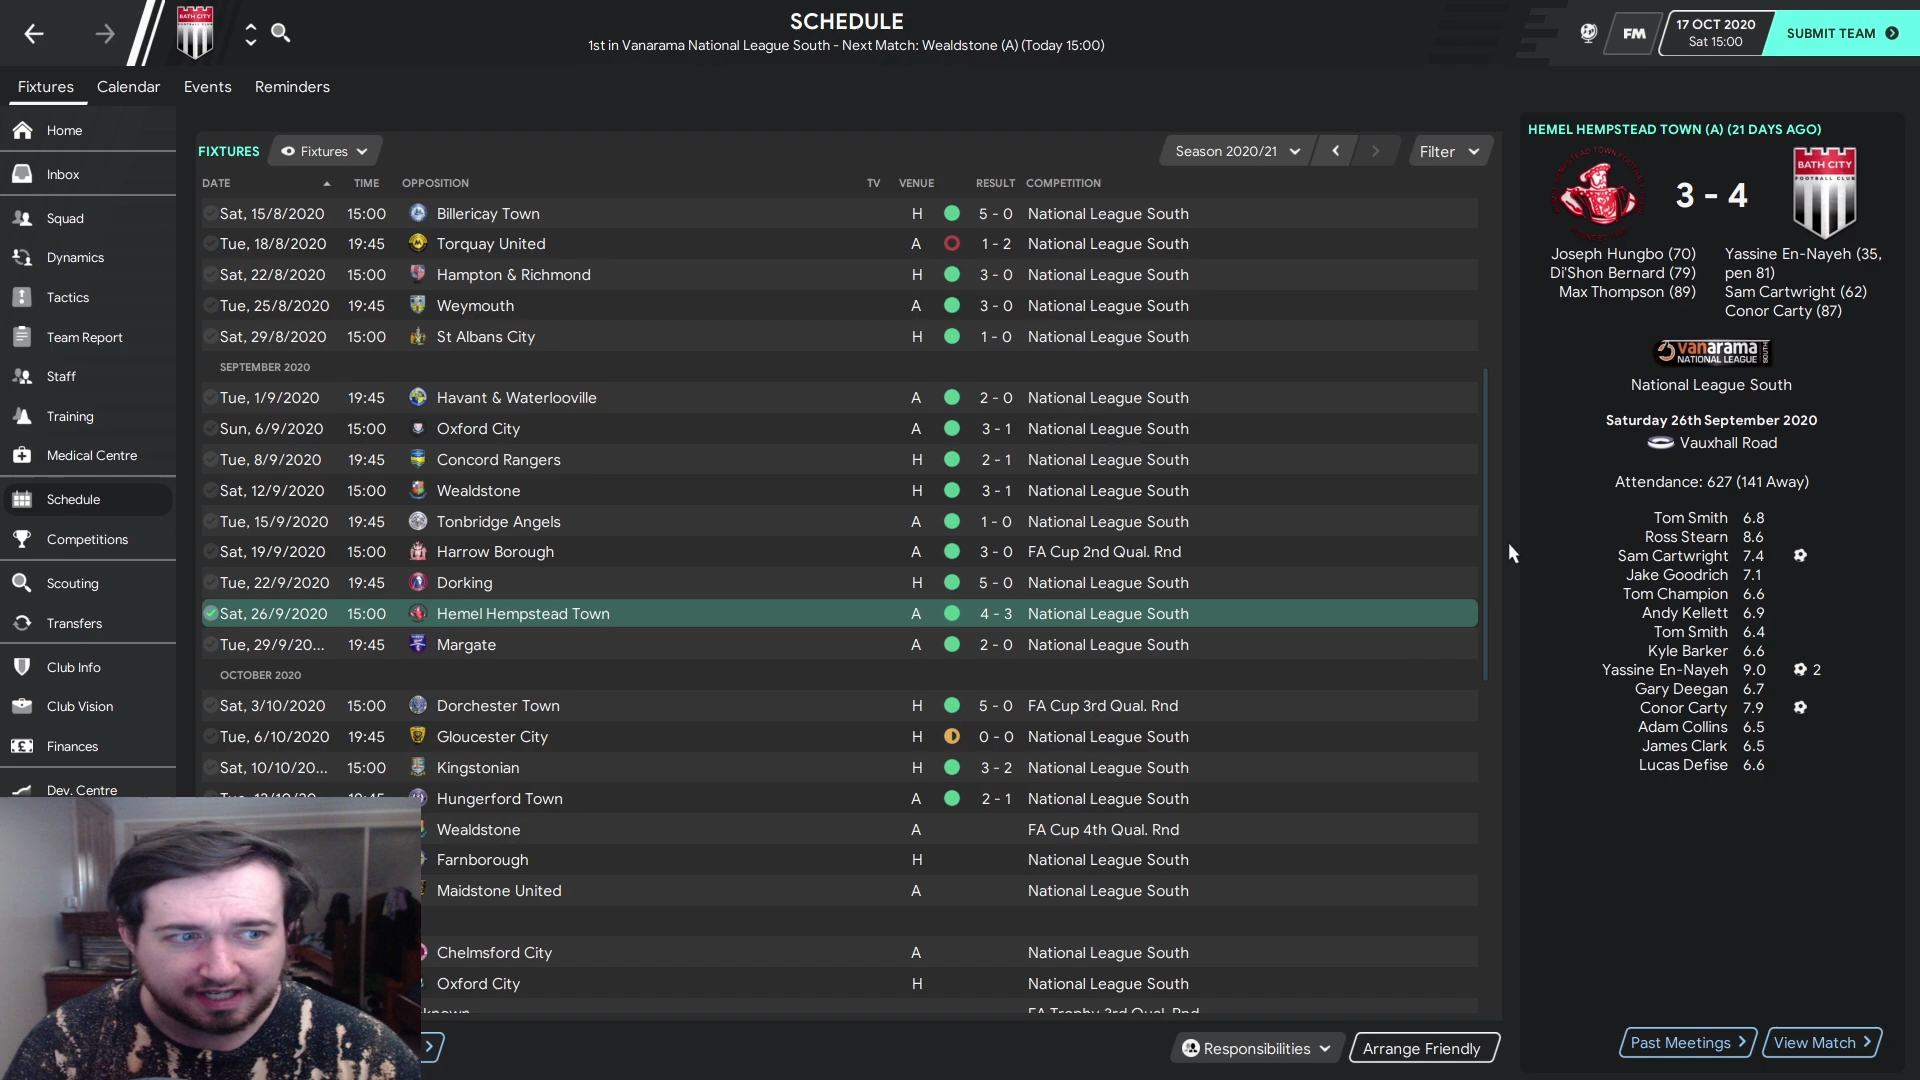 SCHEDULE
1st in Vanarama National League South - Next Match: Wealdstone (A) (Today 15:00)
BATH CITY
FM
17 OCT 2020
Sat 15:00
SUBMIT TEAM
Fixtures Calendar Events Reminders
Home
Inbox
Squad
Dynamics
Tactics
Team Report
Staff
Training
Medical Centre
Schedule
Competitions
Scouting
Transfers
Club Info
Club Vision
Finances
Dev. Centre
FIXTURES Fixtures Season 2020/21 Filter
DATE TIME OPPOSITION TV VENUE RESULT COMPETITION
Sat, 15/8/2020 15:00 Billericay Town H 5 - 0 National League South
Tue, 18/8/2020 19:45 Torquay United A 1 - 2 National League South
Sat, 22/8/2020 15:00 Hampton & Richmond H 3 - 0 National League South
Tue, 25/8/2020 19:45 Weymouth A 3 - 0 National League South
Sat, 29/8/2020 15:00 St Albans City H 1 - 0 National League South
SEPTEMBER 2020
Tue, 1/9/2020 19:45 Havant & Waterlooville A 2 - 0 National League South
Sun, 6/9/2020 15:00 Oxford City A 3 - 1 National League South
Tue, 8/9/2020 19:45 Concord Rangers H 2 - 1 National League South
Sat, 12/9/2020 15:00 Wealdstone H 3 - 1 National League South
Tue, 15/9/2020 19:45 Tonbridge Angels A 1 - 0 National League South
Sat, 19/9/2020 15:00 Harrow Borough A 3 - 0 FA Cup 2nd Qual. Rnd
Tue, 22/9/2020 19:45 Dorking H 5 - 0 National League South
Sat, 26/9/2020 15:00 Hemel Hempstead Town A 4 - 3 National League South
Tue, 29/9/20... 19:45 Margate A 2 - 0 National League South
OCTOBER 2020
Sat, 3/10/2020 15:00 Dorchester Town H 5 - 0 FA Cup 3rd Qual. Rnd
Tue, 6/10/2020 19:45 Gloucester City H 0 - 0 National League South
Sat, 10/10/20... 15:00 Kingstonian H 3 - 2 National League South
Hungerford Town A 2 - 1 National League South
Wealdstone A FA Cup 4th Qual. Rnd
Farnborough H National League South
Maidstone United A National League South
Chelmsford City A National League South
Oxford City H National League South
FA Trophy 3rd Qual. Rnd
Responsibilities Arrange Friendly
HEMEL HEMPSTEAD TOWN (A) (21 DAYS AGO)
3 - 4
BATH CITY
FOOTBALL CLUB
Joseph Hungbo (70)
Di'Shon Bernard (79)
Max Thompson (89)
Yassine En-Nayeh (35,
pen 81)
Sam Cartwright (62)
Conor Carty (87)
vanarama
NATIONAL LEAGUE SOUTH
National League South
Saturday 26th September 2020
Vauxhall Road
Attendance: 627 (141 Away)
Tom Smith 6.8
Ross Stearn 8.6
Sam Cartwright 7.4
Jake Goodrich 7.1
Tom Champion 6.6
Andy Kellett 6.9
Tom Smith 6.4
Kyle Barker 6.6
Yassine En-Nayeh 9.0 2
Gary Deegan 6.7
Conor Carty 7.9
Adam Collins 6.5
James Clark 6.5
Lucas Defise 6.6
Past Meetings View Match